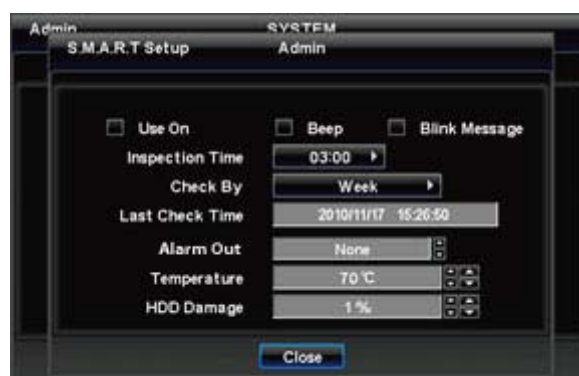 Admin SYSTEM
S.M.A.R.T Setup Admin
Use On Beep Blink Message
Inspection Time 03:00
Check By Week
Last Check Time 2010/11/17 15:26:50
Alarm Out None
Temperature 70 ℃
HDD Damage 1 %
Close